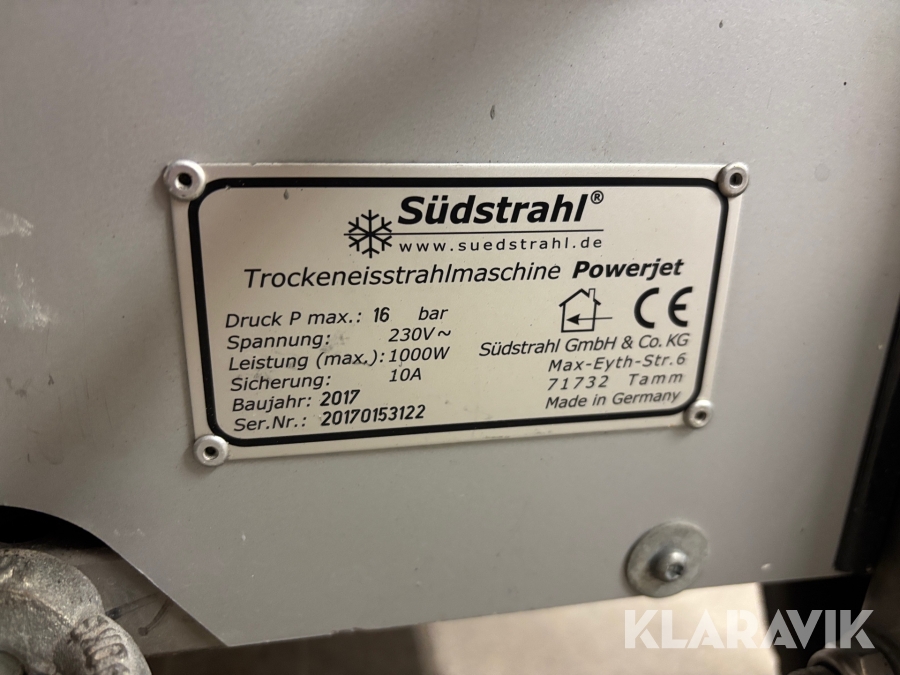 Südstrahl®
www.suedstrahl.de
Trockeneisstrahlmaschine Powerjet
Druck P max.: 16 bar
Spannung: 230V~
Leistung (max.): 1000W
Sicherung: 10A
Baujahr: 2017
Ser.Nr.: 20170153122
CE
Südstrahl GmbH & Co. KG
Max-Eyth-Str.6
71732 Tamm
Made in Germany
KLARAVIK